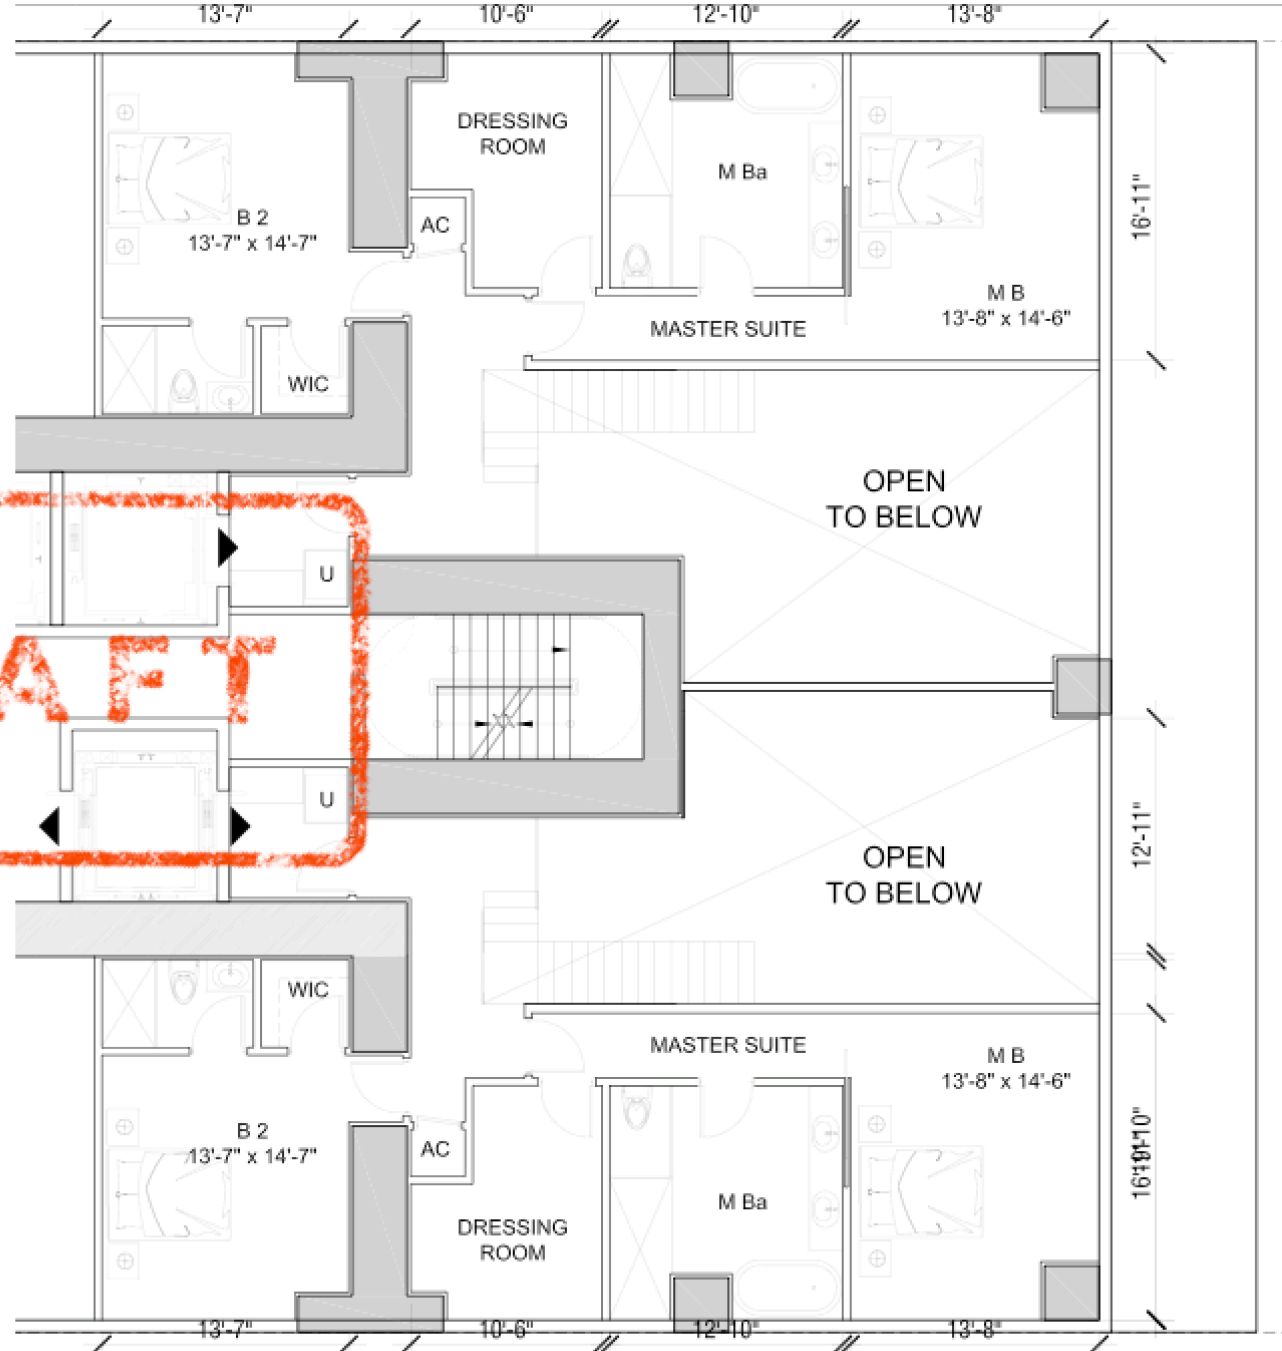 13'-7" 10'-6" 12'-10" 13'-8"
DRESSING
ROOM
M Ba
AC
B 2
13'-7" x 14'-7"
16'-11"
M B
13'-8" x 14'-6"
MASTER SUITE
WIC
OPEN
TO BELOW
U
AFT
U
12'-11"
OPEN
TO BELOW
WIC
MASTER SUITE
M B
13'-8" x 14'-6"
B 2
13'-7" x 14'-7"
AC
M Ba
DRESSING
ROOM
13'-7" 10'-6" 12'-10" 13'-8"